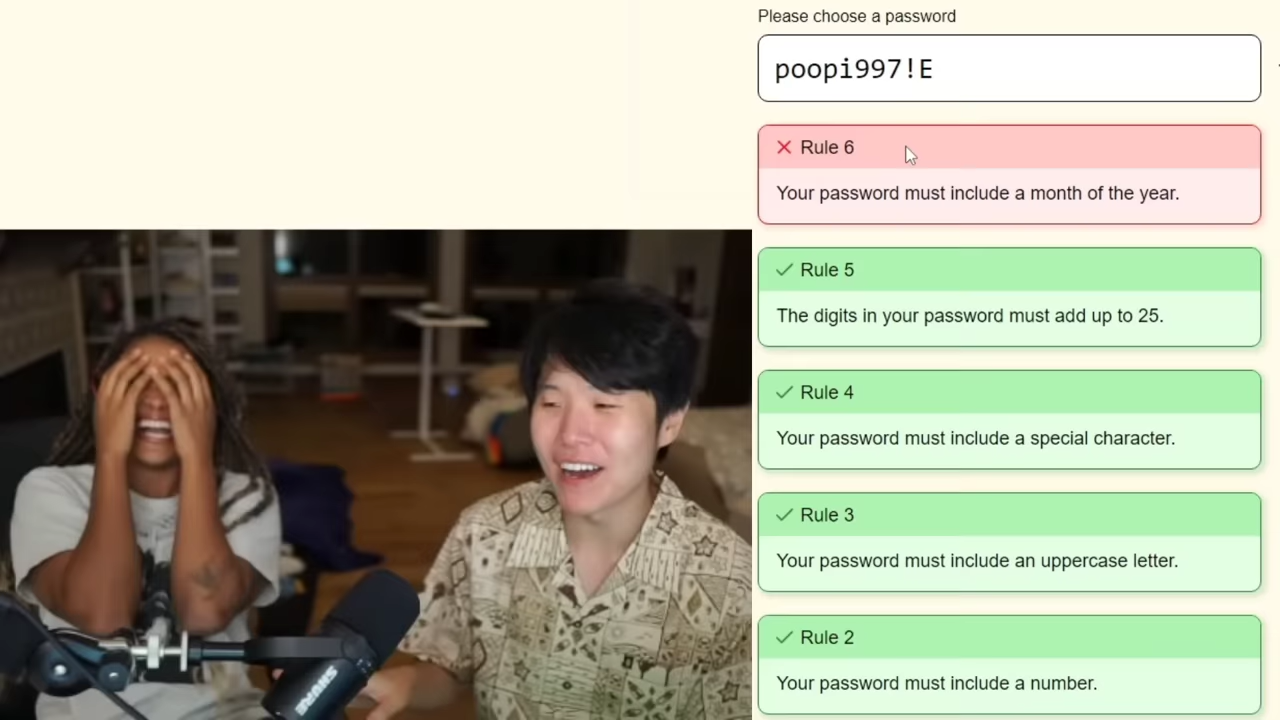 Please choose a password
poopi997!E
Rule 6
Your password must include a month of the year.
Rule 5
The digits in your password must add up to 25.
Rule 4
Your password must include a special character.
Rule 3
Your password must include an uppercase letter.
Rule 2
Your password must include a number.
SHURE